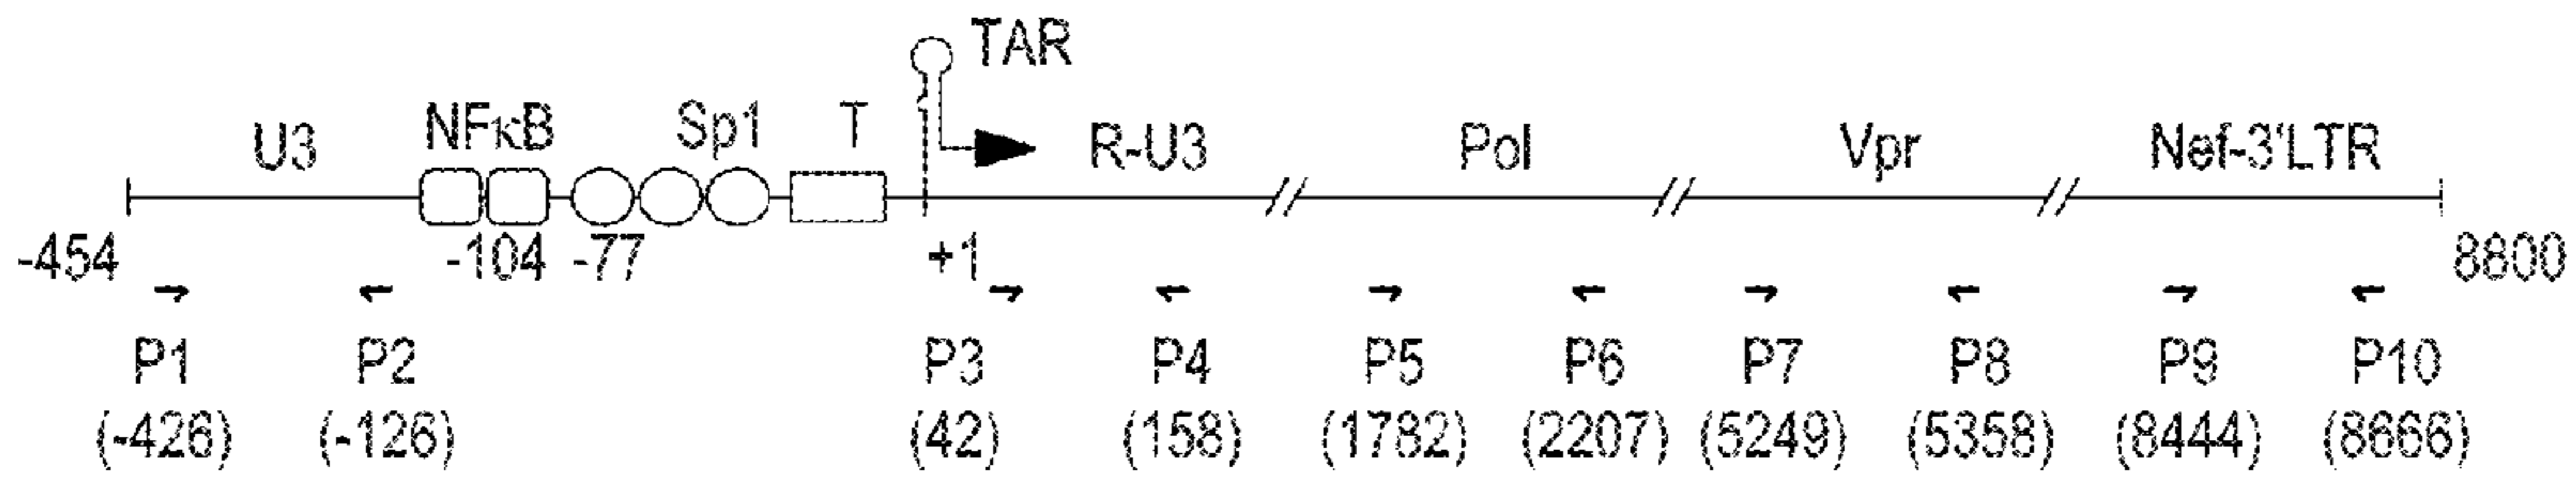 TAR
U3 NFκB Sp1 T R-U3 Pol Vpr Nef-3'LTR
-454 -104 -77 +1 8800
P1 P2 P3 P4 P5 P6 P7 P8 P9 P10
(-426) (-126) (42) (158) (1782) (2207) (5249) (5358) (8444) (8666)